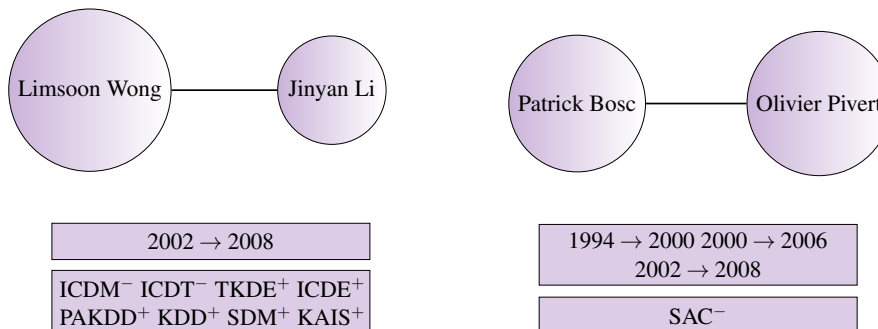 Limsoon Wong
Jinyan Li
Patrick Bosc
Olivier Pivert
2002 → 2008
ICDM⁻ ICDT⁻ TKDE⁺ ICDE⁺
PAKDD⁺ KDD⁺ SDM⁺ KAIS⁺
1994 → 2000 2000 → 2006
2002 → 2008
SAC⁻